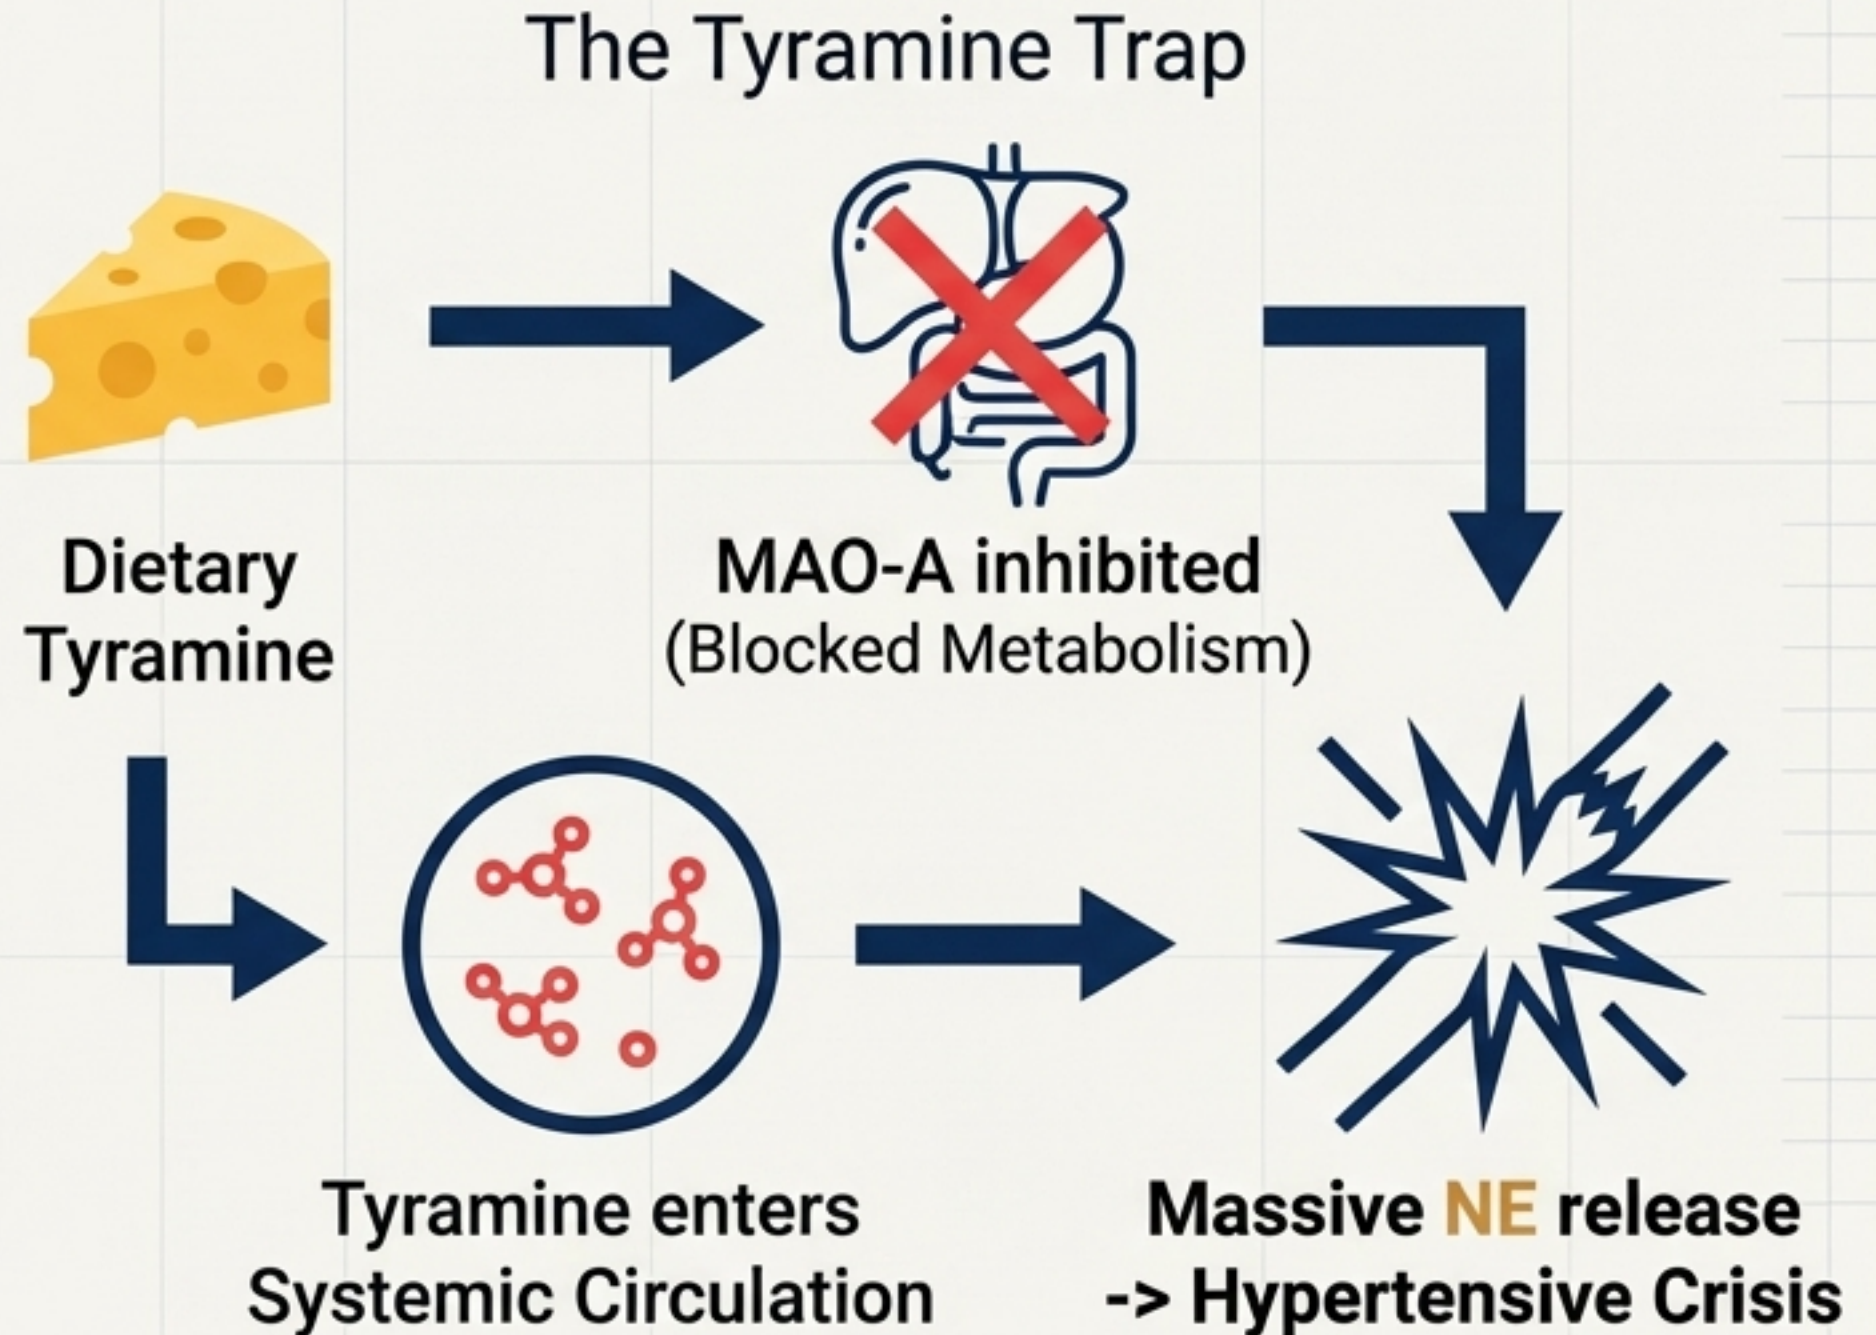 The Tyramine Trap
Dietary
Tyramine
MAO-A inhibited
(Blocked Metabolism)
Tyramine enters
Systemic Circulation
Massive NE release
-> Hypertensive Crisis